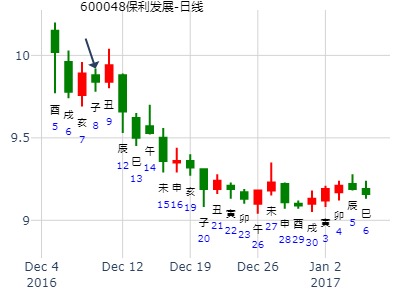 600048保利发展-日线
10
9.5
9
酉 戌 亥 子 丑 辰 巳 午 未 申 亥 子 丑 寅 卯 午 未 申 酉 戌 亥 寅 卯 辰 巳
5 6 7 8 9 12 13 14 15 16 19 20 21 22 23 26 27 28 29 30 3 4 5 6
Dec 4 Dec 12 Dec 19 Dec 26 Jan 2
2016 2017